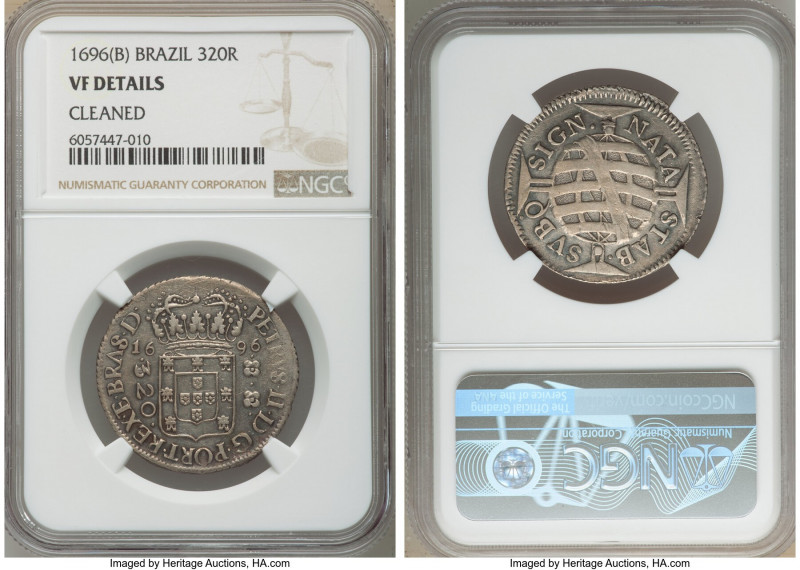 1696(B) BRAZIL 320R
VF DETAILS
CLEANED
6057447-010
NUMISMATIC GUARANTY CORPORATION
NGC
PETRVS·II·D·G·PORT·REX·E·BRAS·D
16 96
320
SVBQ SIGN· NATA STAB·
The Official Grading
Service of the ANA
NGCcoin.com
Numismatic Guaranty
Corporation
NGC
Imaged by Heritage Auctions, HA.com
Imaged by Heritage Auctions, HA.com